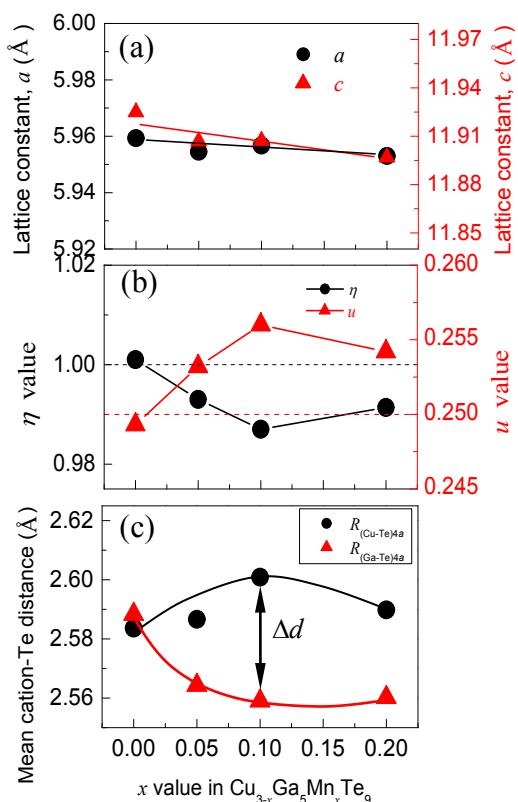 (a)
a
c
6.00
5.98
5.96
5.94
5.92
Lattice constant, a (Å)
11.97
11.93
11.91
11.88
11.85
Lattice constant, c (Å)
(b)
η
u
1.02
1.00
0.98
η value
0.260
0.255
0.250
0.245
u value
(c)
R(Cu-Te)4a
R(Ga-Te)4a
Δd
2.62
2.60
2.58
2.56
Mean cation-Te distance (Å)
0.00 0.05 0.10 0.15 0.20
x value in Cu3-xGa5MnxTe9